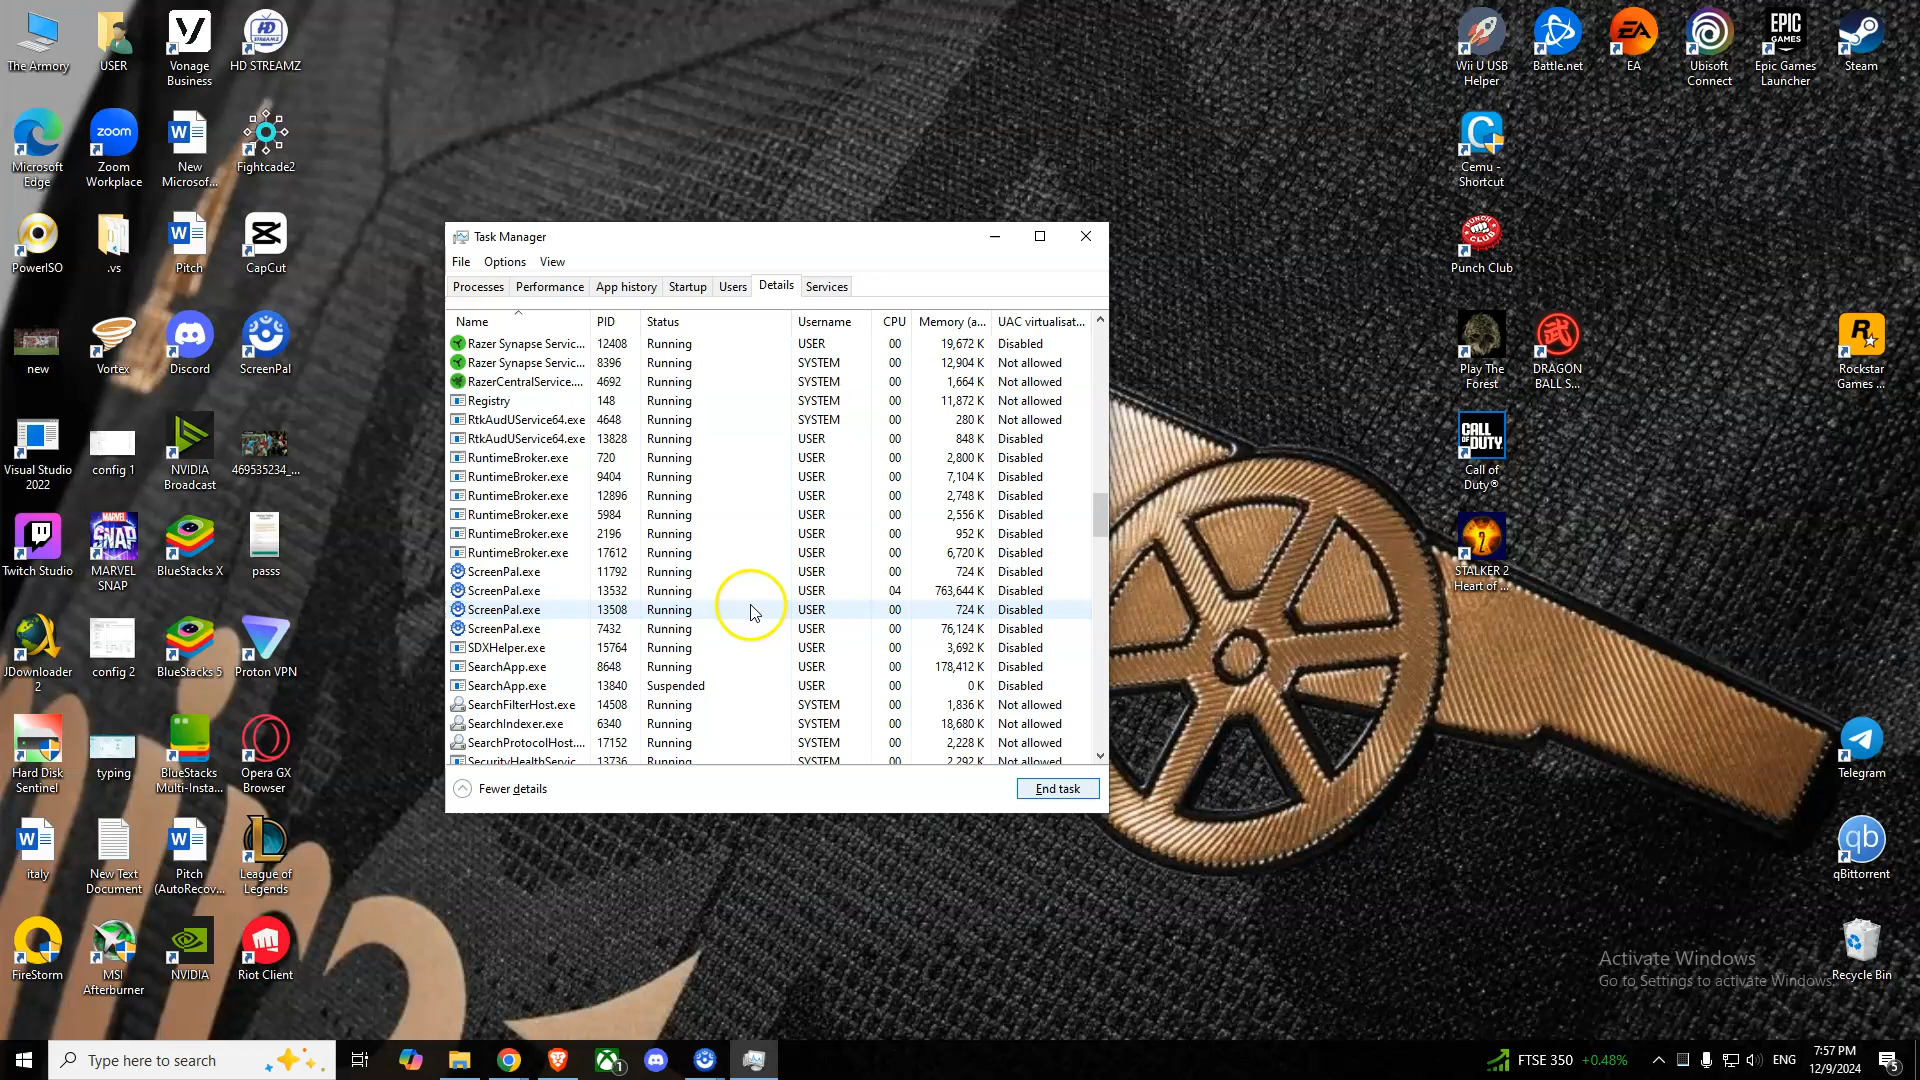 The Armory
USER
Vonage
Business
HD STREAMZ
Microsoft
Edge
Zoom
Workplace
New
Microsof...
Fightcade2
PowerISO
.vs
Pitch
CapCut
new
Vortex
Discord
ScreenPal
Visual Studio
2022
config 1
NVIDIA
Broadcast
469535234_...
Twitch Studio
MARVEL
SNAP
BlueStacks X
passs
JDownloader
2
config 2
BlueStacks 5
Proton VPN
Hard Disk
Sentinel
typing
BlueStacks
Multi-Insta...
Opera GX
Browser
italy
New Text
Document
Pitch
(AutoRecov...
League of
Legends
FireStorm
MSI
Afterburner
NVIDIA
Riot Client
Task Manager
File Options View
Processes Performance App history Startup Users Details Services
Name PID Status Username CPU Memory (a... UAC virtualisat...
Razer Synapse Servic... 12408 Running USER 00 19,672 K Disabled
Razer Synapse Servic... 8396 Running SYSTEM 00 12,904 K Not allowed
RazerCentralService.... 4692 Running SYSTEM 00 1,664 K Not allowed
Registry 148 Running SYSTEM 00 11,872 K Not allowed
RtkAudUService64.exe 4648 Running SYSTEM 00 280 K Not allowed
RtkAudUService64.exe 13828 Running USER 00 848 K Disabled
RuntimeBroker.exe 720 Running USER 00 2,800 K Disabled
RuntimeBroker.exe 9404 Running USER 00 7,104 K Disabled
RuntimeBroker.exe 12896 Running USER 00 2,748 K Disabled
RuntimeBroker.exe 5984 Running USER 00 2,556 K Disabled
RuntimeBroker.exe 2196 Running USER 00 952 K Disabled
RuntimeBroker.exe 17612 Running USER 00 6,720 K Disabled
ScreenPal.exe 11792 Running USER 00 724 K Disabled
ScreenPal.exe 13532 Running USER 04 763,644 K Disabled
ScreenPal.exe 13508 Running USER 00 724 K Disabled
ScreenPal.exe 7432 Running USER 00 76,124 K Disabled
SDXHelper.exe 15764 Running USER 00 3,692 K Disabled
SearchApp.exe 8648 Running USER 00 178,412 K Disabled
SearchApp.exe 13840 Suspended USER 00 0 K Disabled
SearchFilterHost.exe 14508 Running SYSTEM 00 1,836 K Not allowed
SearchIndexer.exe 6340 Running SYSTEM 00 18,680 K Not allowed
SearchProtocolHost.... 17152 Running SYSTEM 00 2,228 K Not allowed
SecurityHealthServic... 13736 Running SYSTEM 00 2,292 K Not allowed
Fewer details
End task
Wii U USB
Helper
Battle.net
EA
Ubisoft
Connect
Epic Games
Launcher
Steam
Cemu -
Shortcut
Punch Club
Play The
Forest
DRAGON
BALL S...
Rockstar
Games ...
Call of
Duty®
STALKER 2
Heart of ...
Telegram
qBittorrent
Recycle Bin
Activate Windows
Go to Settings to activate Windows.
HD
zoom
MARVEL
SNAP
EA
EPIC
GAMES
PUNCH
CLUB
武
CALL
OF DUTY
2
qb
Type here to search
1
FTSE 350 +0.48%
ENG
7:57 PM
12/9/2024
5